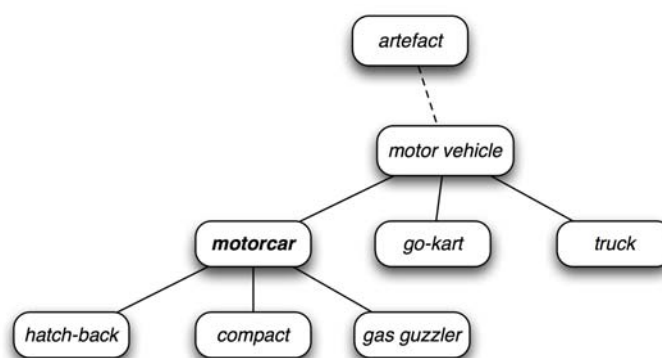 artefact
motor vehicle
motorcar
go-kart
truck
hatch-back
compact
gas guzzler